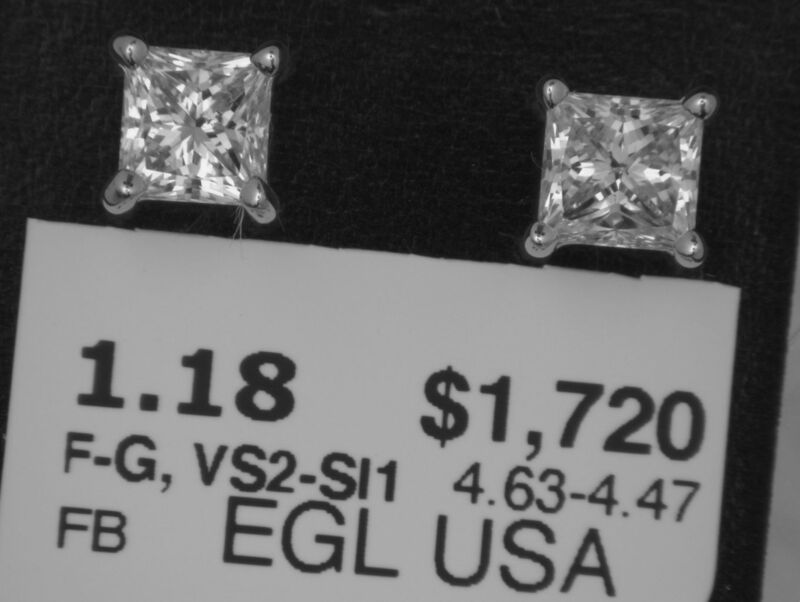 1.18 $1,720
F-G, VS2-SI1 4.63-4.47
FB EGL USA